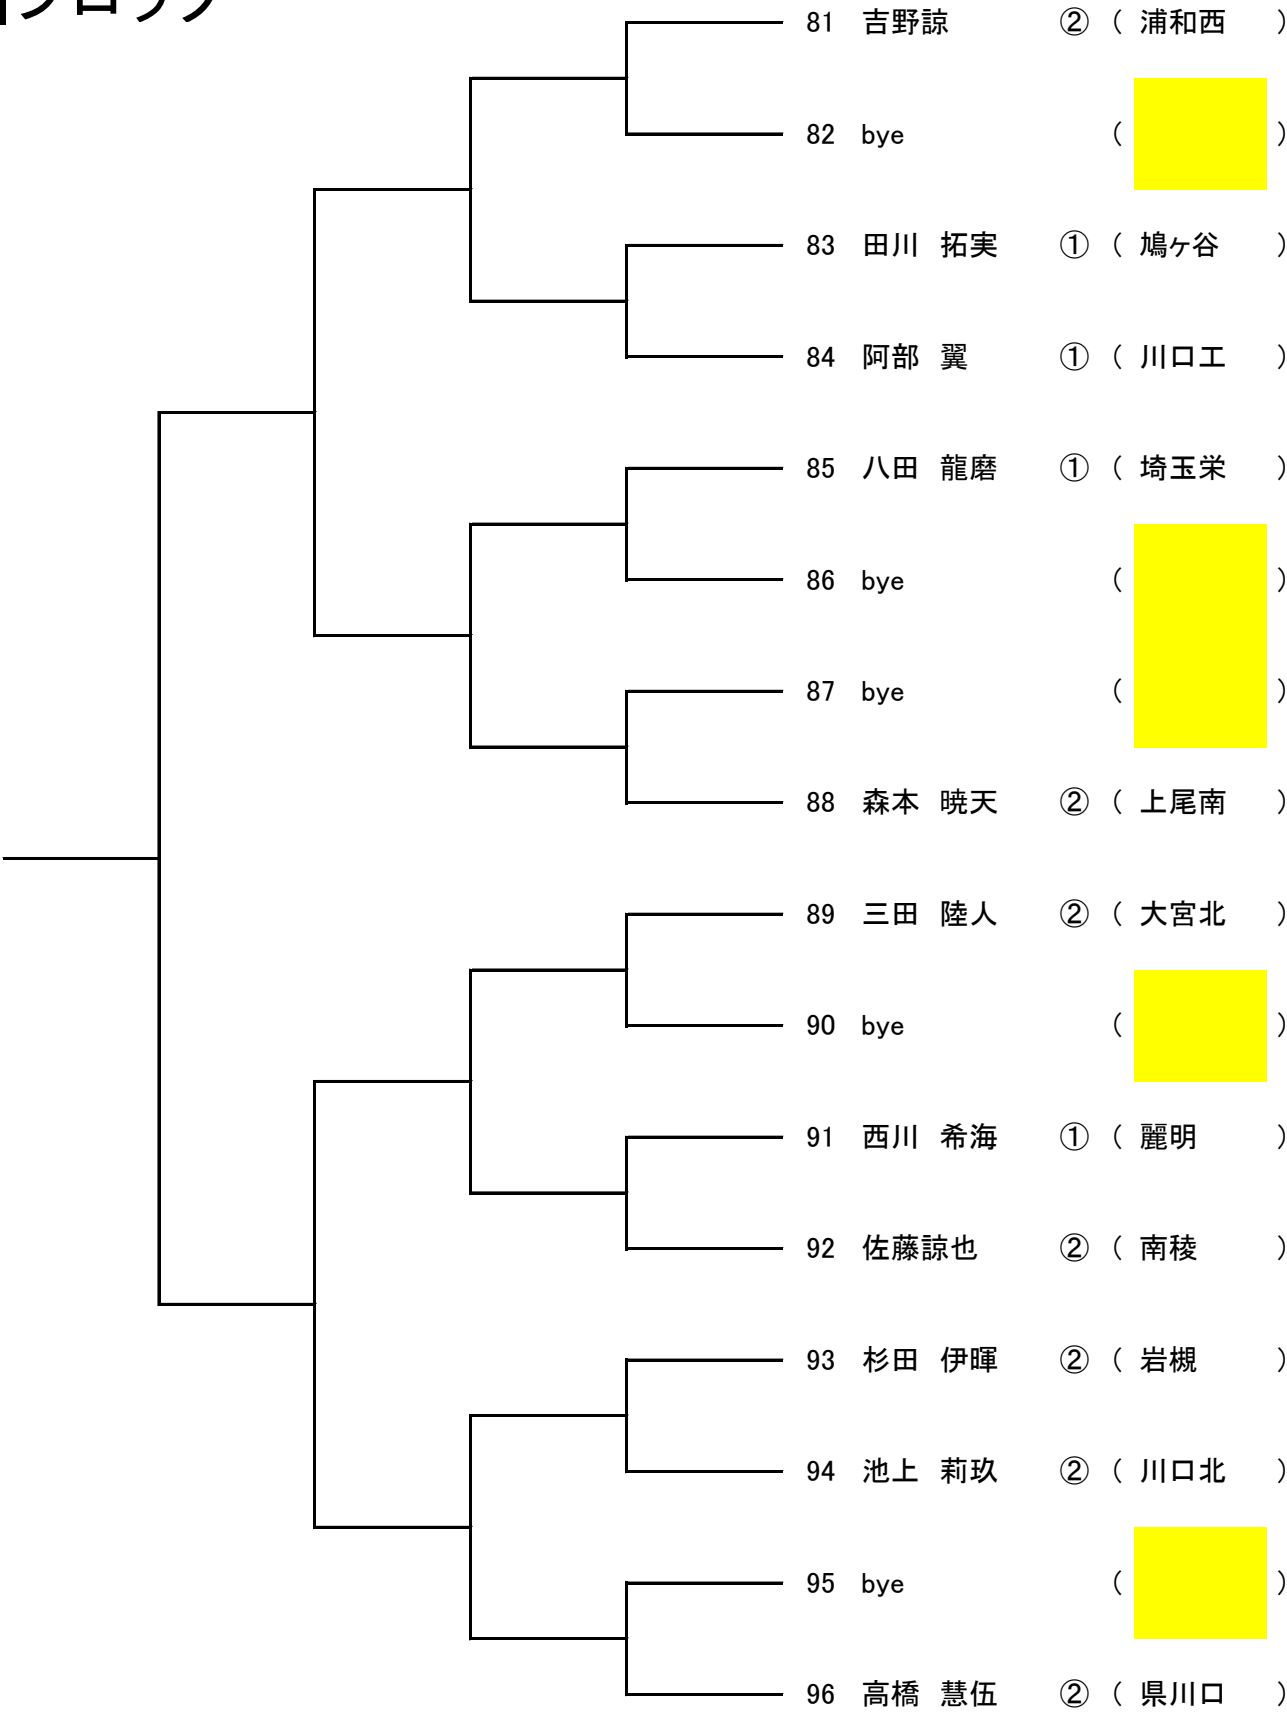 ブロック
81 吉野諒 ② ( 浦和西 )
82 bye ( )
83 田川 拓実 ① ( 鳩ヶ谷 )
84 阿部 翼 ① ( 川口工 )
85 八田 龍磨 ① ( 埼玉栄 )
86 bye ( )
87 bye ( )
88 森本 暁天 ② ( 上尾南 )
89 三田 陸人 ② ( 大宮北 )
90 bye ( )
91 西川 希海 ① ( 麗明 )
92 佐藤諒也 ② ( 南稜 )
93 杉田 伊暉 ② ( 岩槻 )
94 池上 莉玖 ② ( 川口北 )
95 bye ( )
96 高橋 慧伍 ② ( 県川口 )